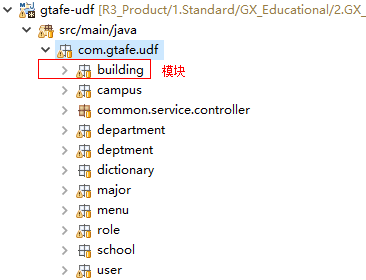 gtafe-udf [R3_Product/1.Standard/GX_Educational/2.GX_
src/main/java
com.gtafe.udf
building 模块
campus
common.service.controller
department
deptment
dictionary
major
menu
role
school
user